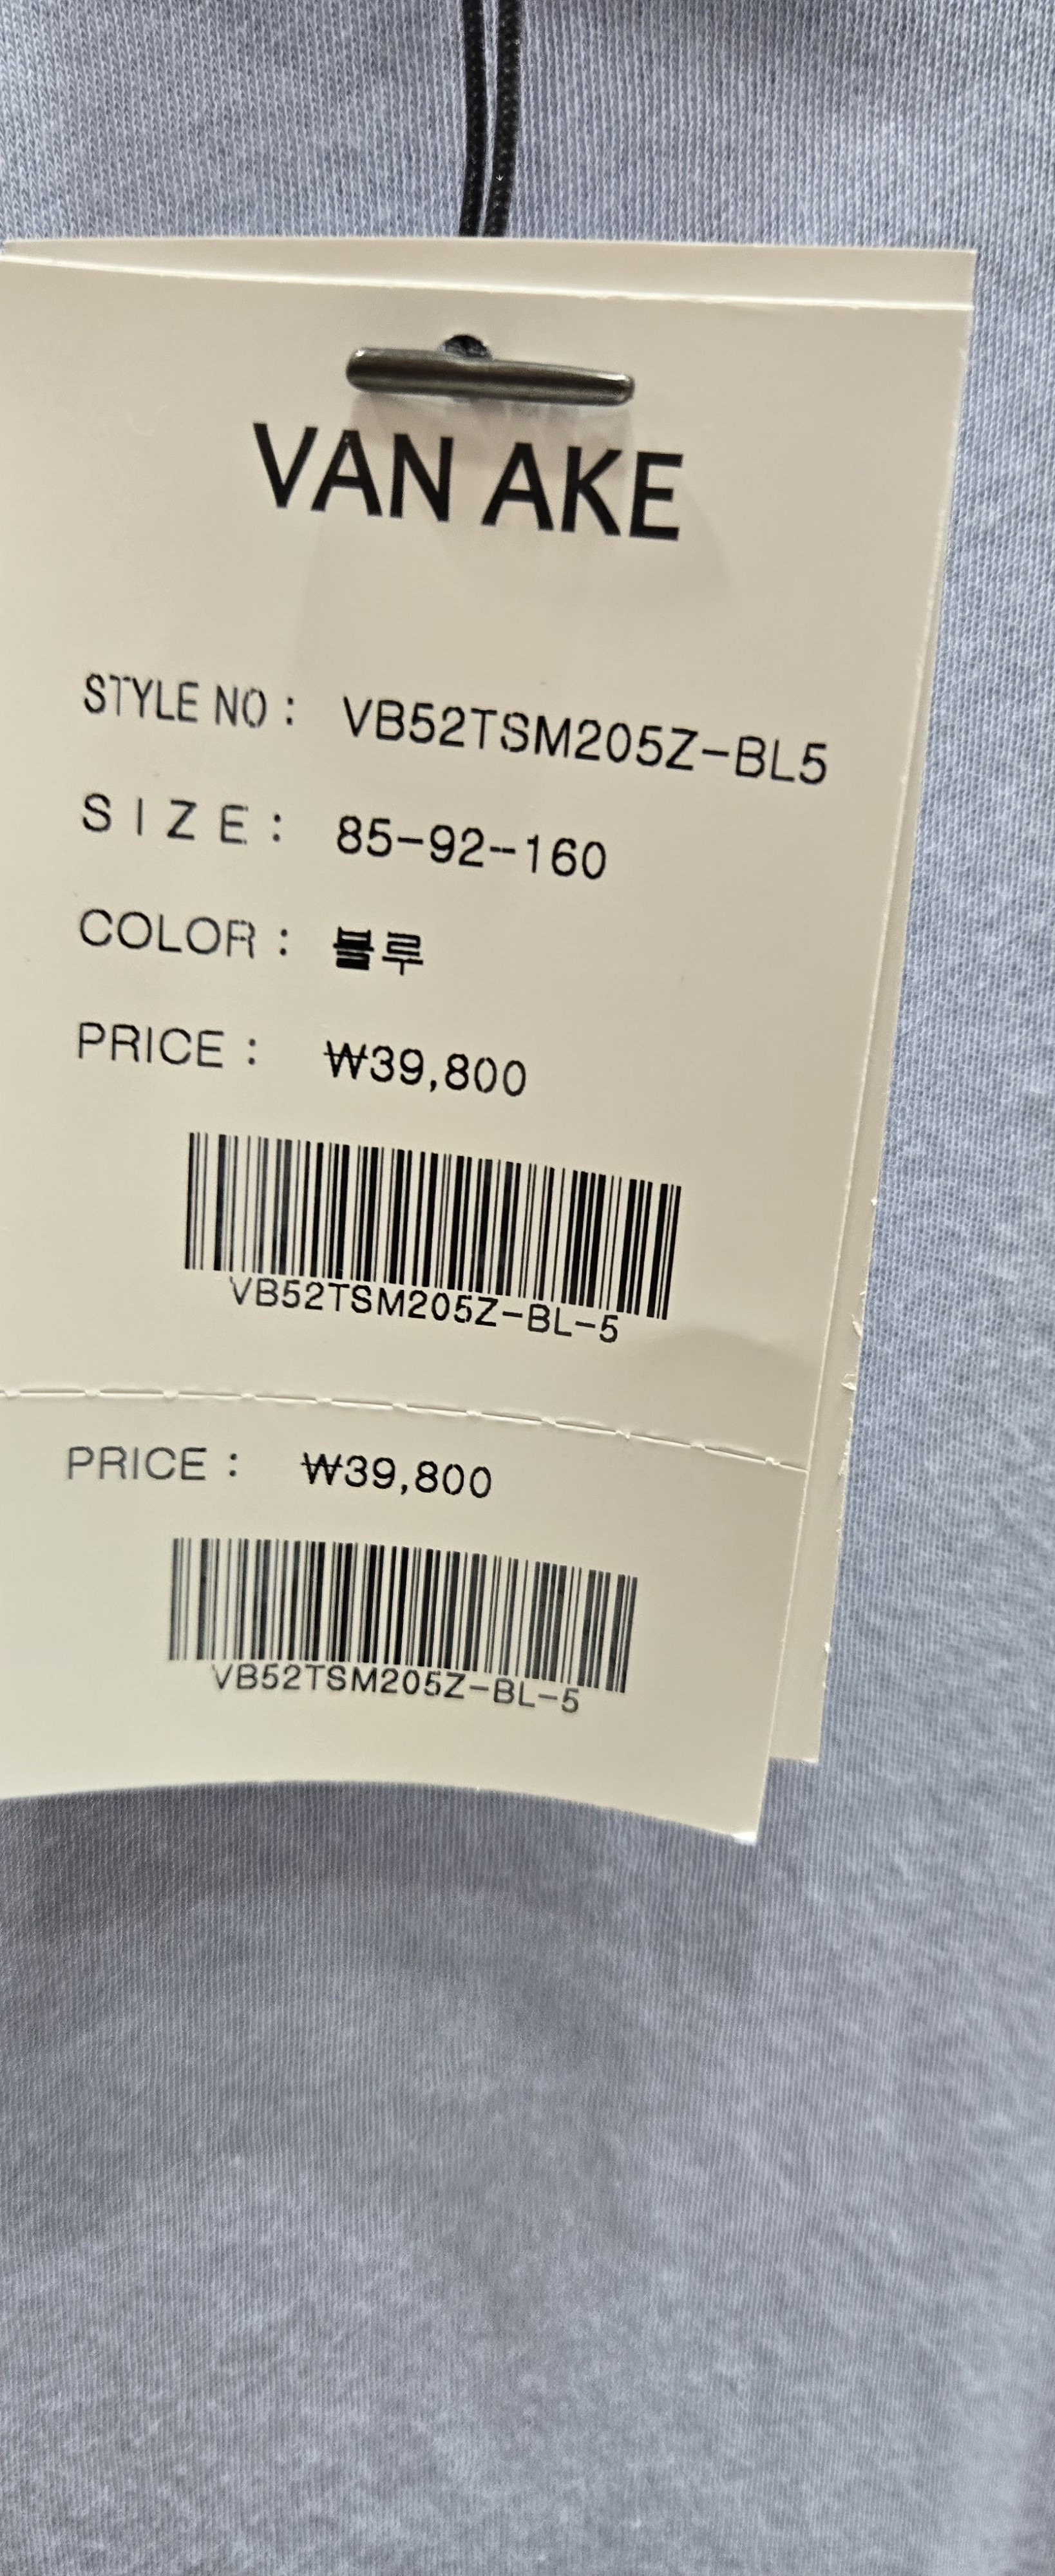 VAN AKE
STYLE NO : VB52TSM205Z-BL5
SIZE : 85-92-160
COLOR : 블루
PRICE : ₩39,800
VB52TSM205Z-BL-5
PRICE : ₩39,800
VB52TSM205Z-BL-5